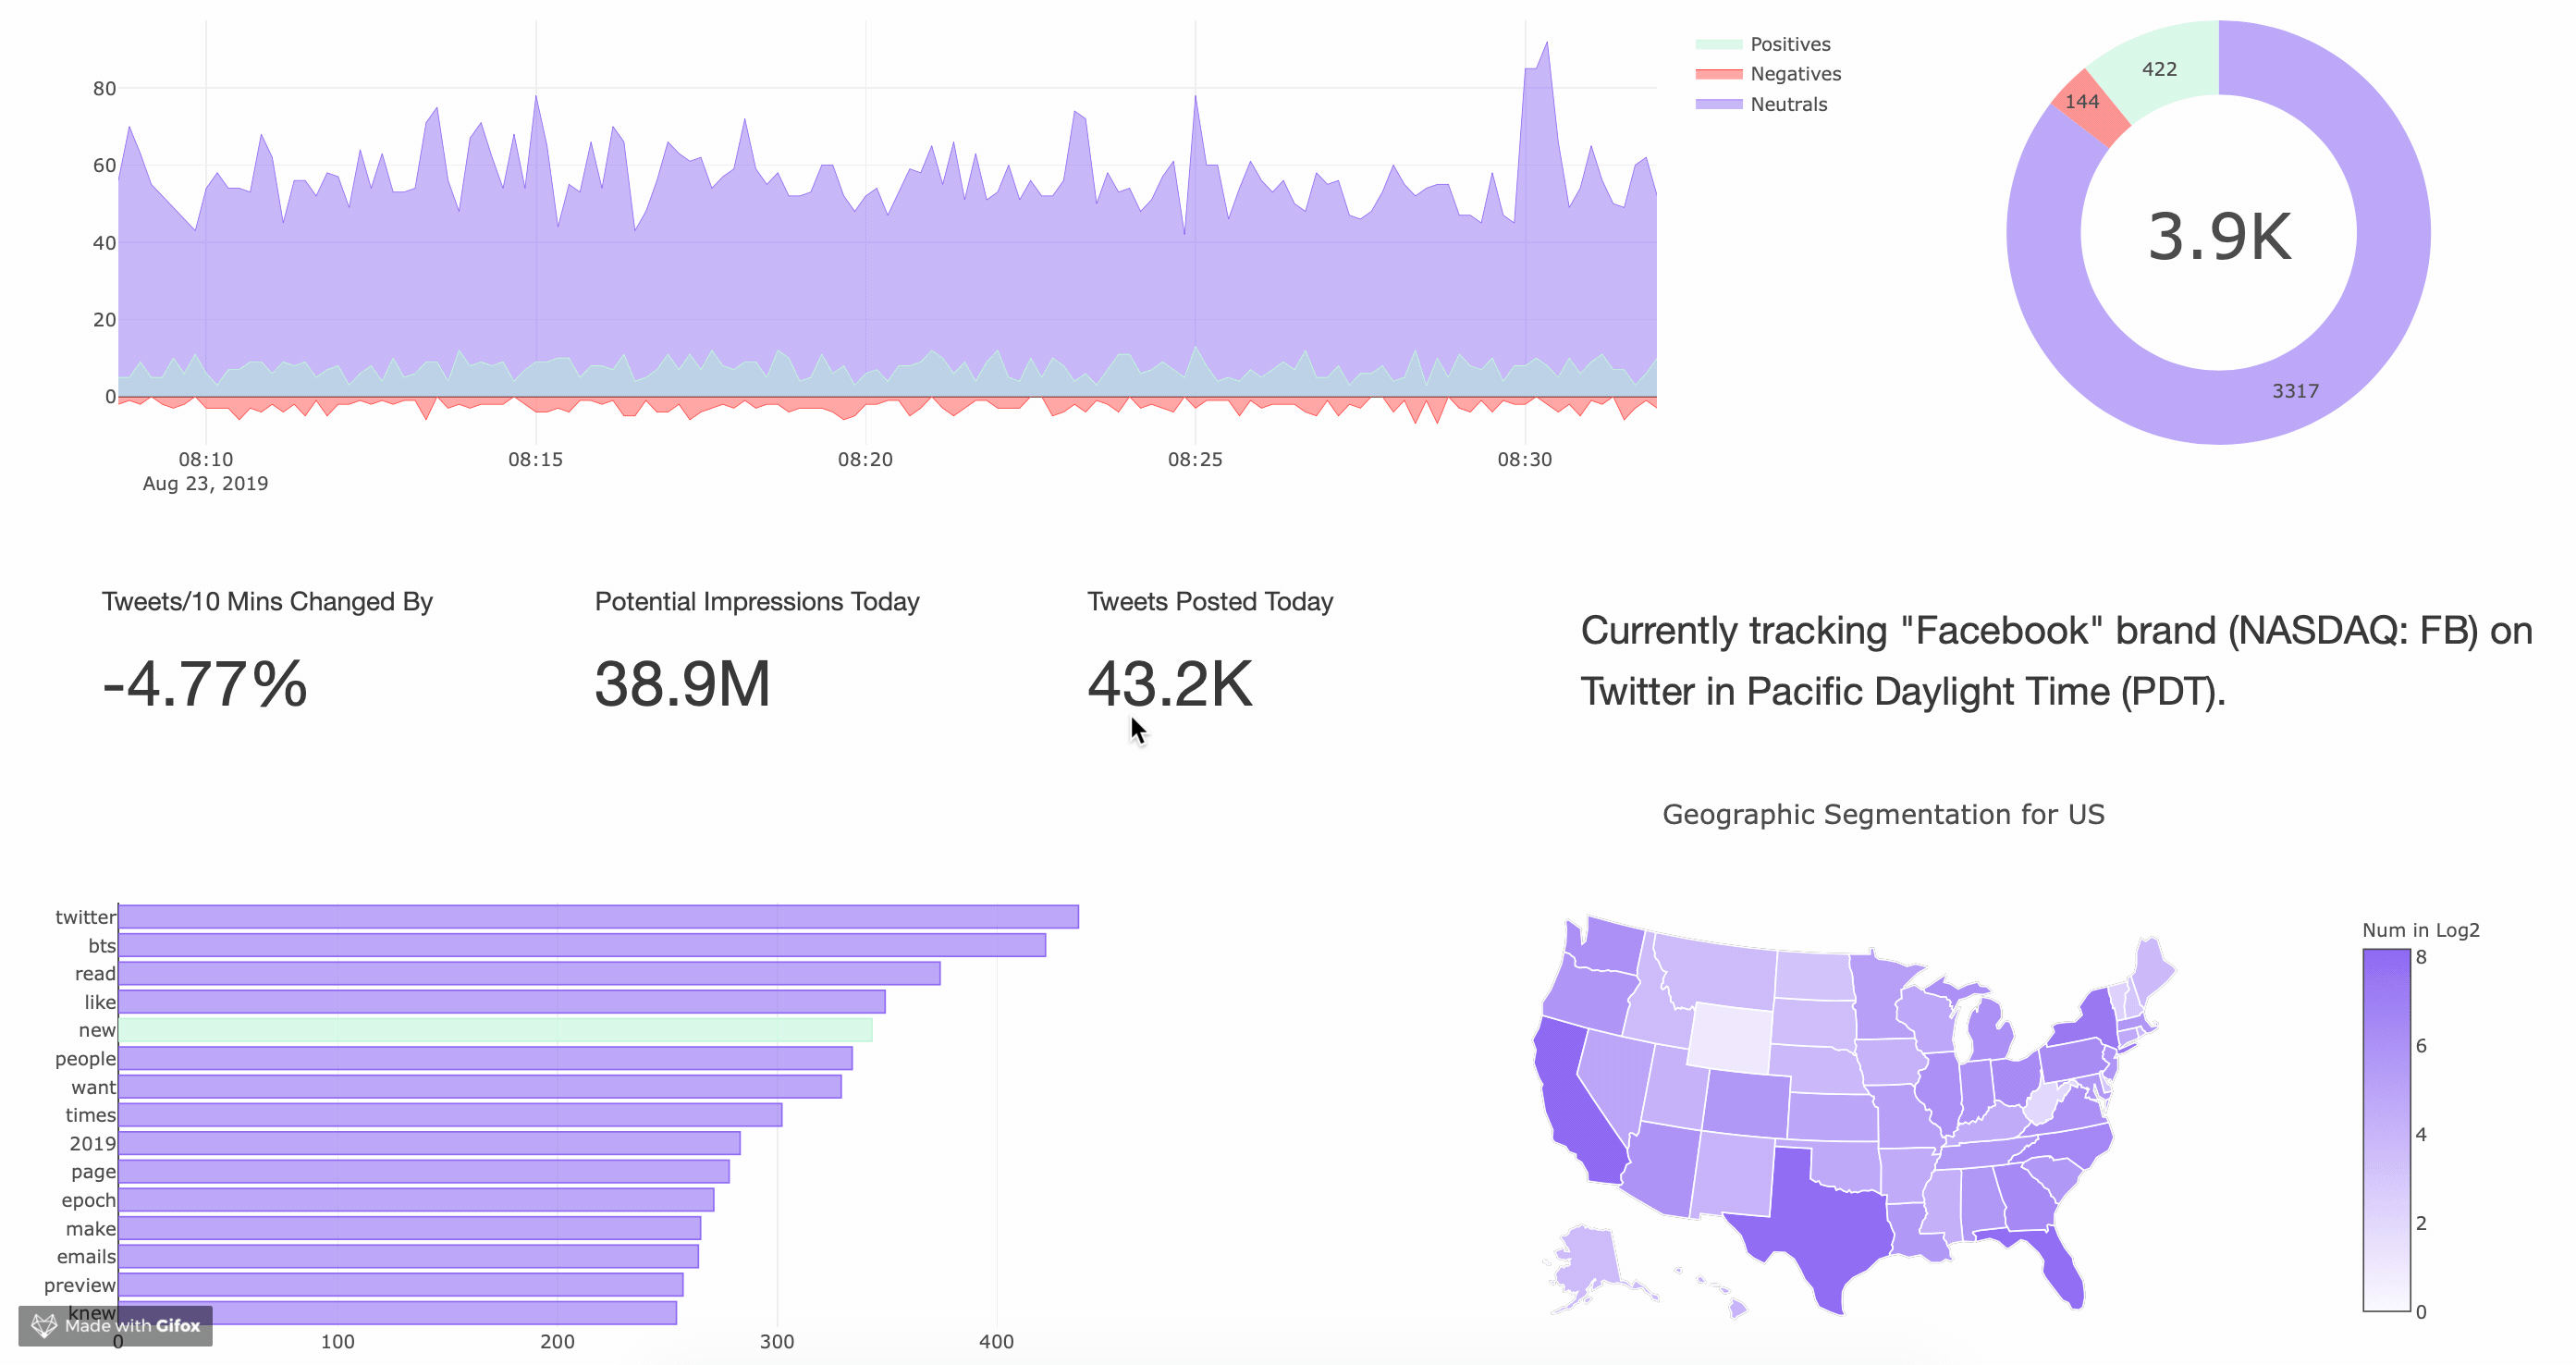 80
60
40
20
0
08:10
08:15
08:20
08:25
08:30
Aug 23, 2019
Positives
Negatives
Neutrals
422
144
3.9K
3317
Tweets/10 Mins Changed By
-4.77%
Potential Impressions Today
38.9M
Tweets Posted Today
43.2K
Currently tracking "Facebook" brand (NASDAQ: FB) on
Twitter in Pacific Daylight Time (PDT).
twitter
bts
read
like
new
people
want
times
2019
page
epoch
make
emails
preview
knew
0
100
200
300
400
Made with Gifox
Geographic Segmentation for US
Num in Log2
8
6
4
2
0